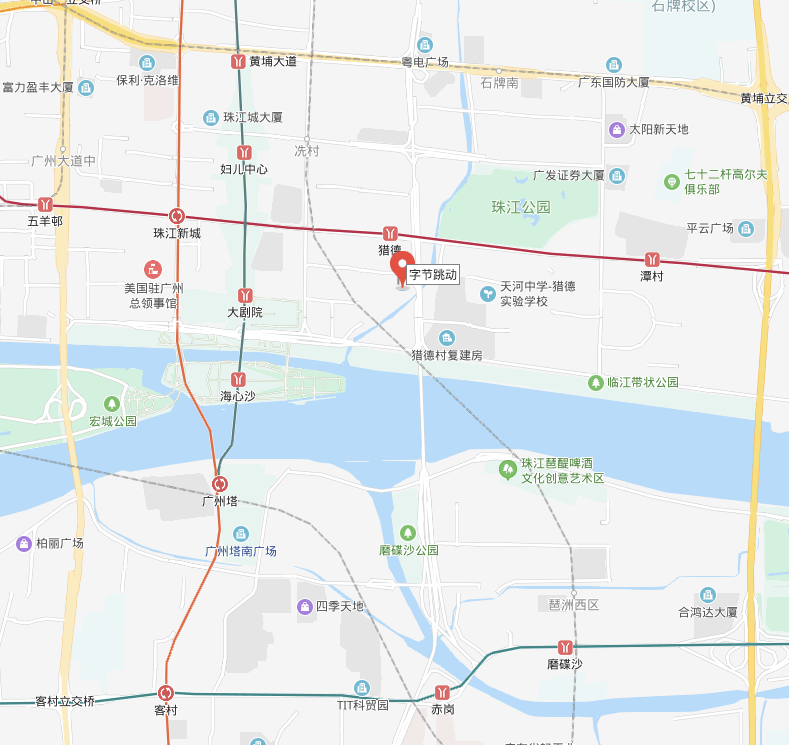 石牌校区)
黄埔大道
粤电广场
保利·克洛维
石牌南
广东国防大厦
富力盈丰大厦
黄埔立交
珠江城大厦
太阳新天地
冼村
广州大道中
妇儿中心
广发证券大厦
七十二杆高尔夫
俱乐部
珠江公园
五羊邨
珠江新城
平云广场
猎德
字节跳动
潭村
美国驻广州
总领事馆
天河中学-猎德
实验学校
大剧院
猎德村复建房
临江带状公园
海心沙
宏城公园
珠江琶醍啤酒
文化创意艺术区
广州塔
柏丽广场
广州塔南广场
磨碟沙公园
四季天地
琶洲西区
合鸿达大厦
磨碟沙
客村立交桥
客村
TIT科贸园
赤岗